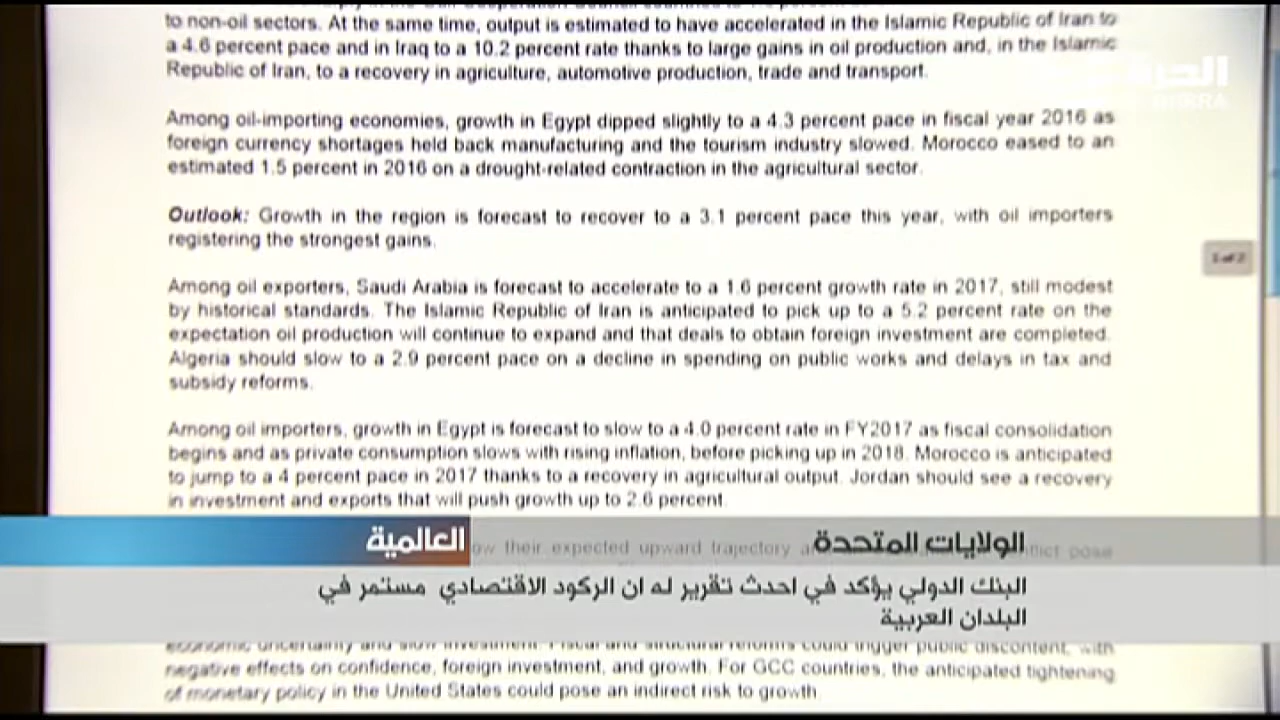 to non-oil sectors. At the same time, output is estimated to have accelerated in the Islamic Republic of Iran to
a 4.6 percent pace and in Iraq to a 10.2 percent rate thanks to large gains in oil production and, in the Islamic
Republic of Iran, to a recovery in agriculture, automotive production, trade and transport.
الحرة
Among oil-importing economies, growth in Egypt dipped slightly to a 4.3 percent pace in fiscal year 2016 as
foreign currency shortages held back manufacturing and the tourism industry slowed. Morocco eased to an
estimated 1.5 percent in 2016 on a drought-related contraction in the agricultural sector.
Outlook: Growth in the region is forecast to recover to a 3.1 percent pace this year, with oil importers
registering the strongest gains.
1 of 2
Among oil exporters, Saudi Arabia is forecast to accelerate to a 1.6 percent growth rate in 2017, still modest
by historical standards. The Islamic Republic of Iran is anticipated to pick up to a 5.2 percent rate on the
expectation oil production will continue to expand and that deals to obtain foreign investment are completed.
Algeria should slow to a 2.9 percent pace on a decline in spending on public works and delays in tax and
subsidy reforms.
Among oil importers, growth in Egypt is forecast to slow to a 4.0 percent rate in FY2017 as fiscal consolidation
begins and as private consumption slows with rising inflation, before picking up in 2018. Morocco is anticipated
to jump to a 4 percent pace in 2017 thanks to a recovery in agricultural output. Jordan should see a recovery
in investment and exports that will push growth up to 2.6 percent.
العالمية
الولايات المتحدة
their expected upward trajectory pose
البنك الدولي يؤكد في احدث تقرير له ان الركود الاقتصادي مستمر في
البلدان العربية
economic uncertainty and slow investment. Fiscal and structural reforms could trigger public discontent, with
negative effects on confidence, foreign investment, and growth. For GCC countries, the anticipated tightening
of monetary policy in the United States could pose an indirect risk to growth.